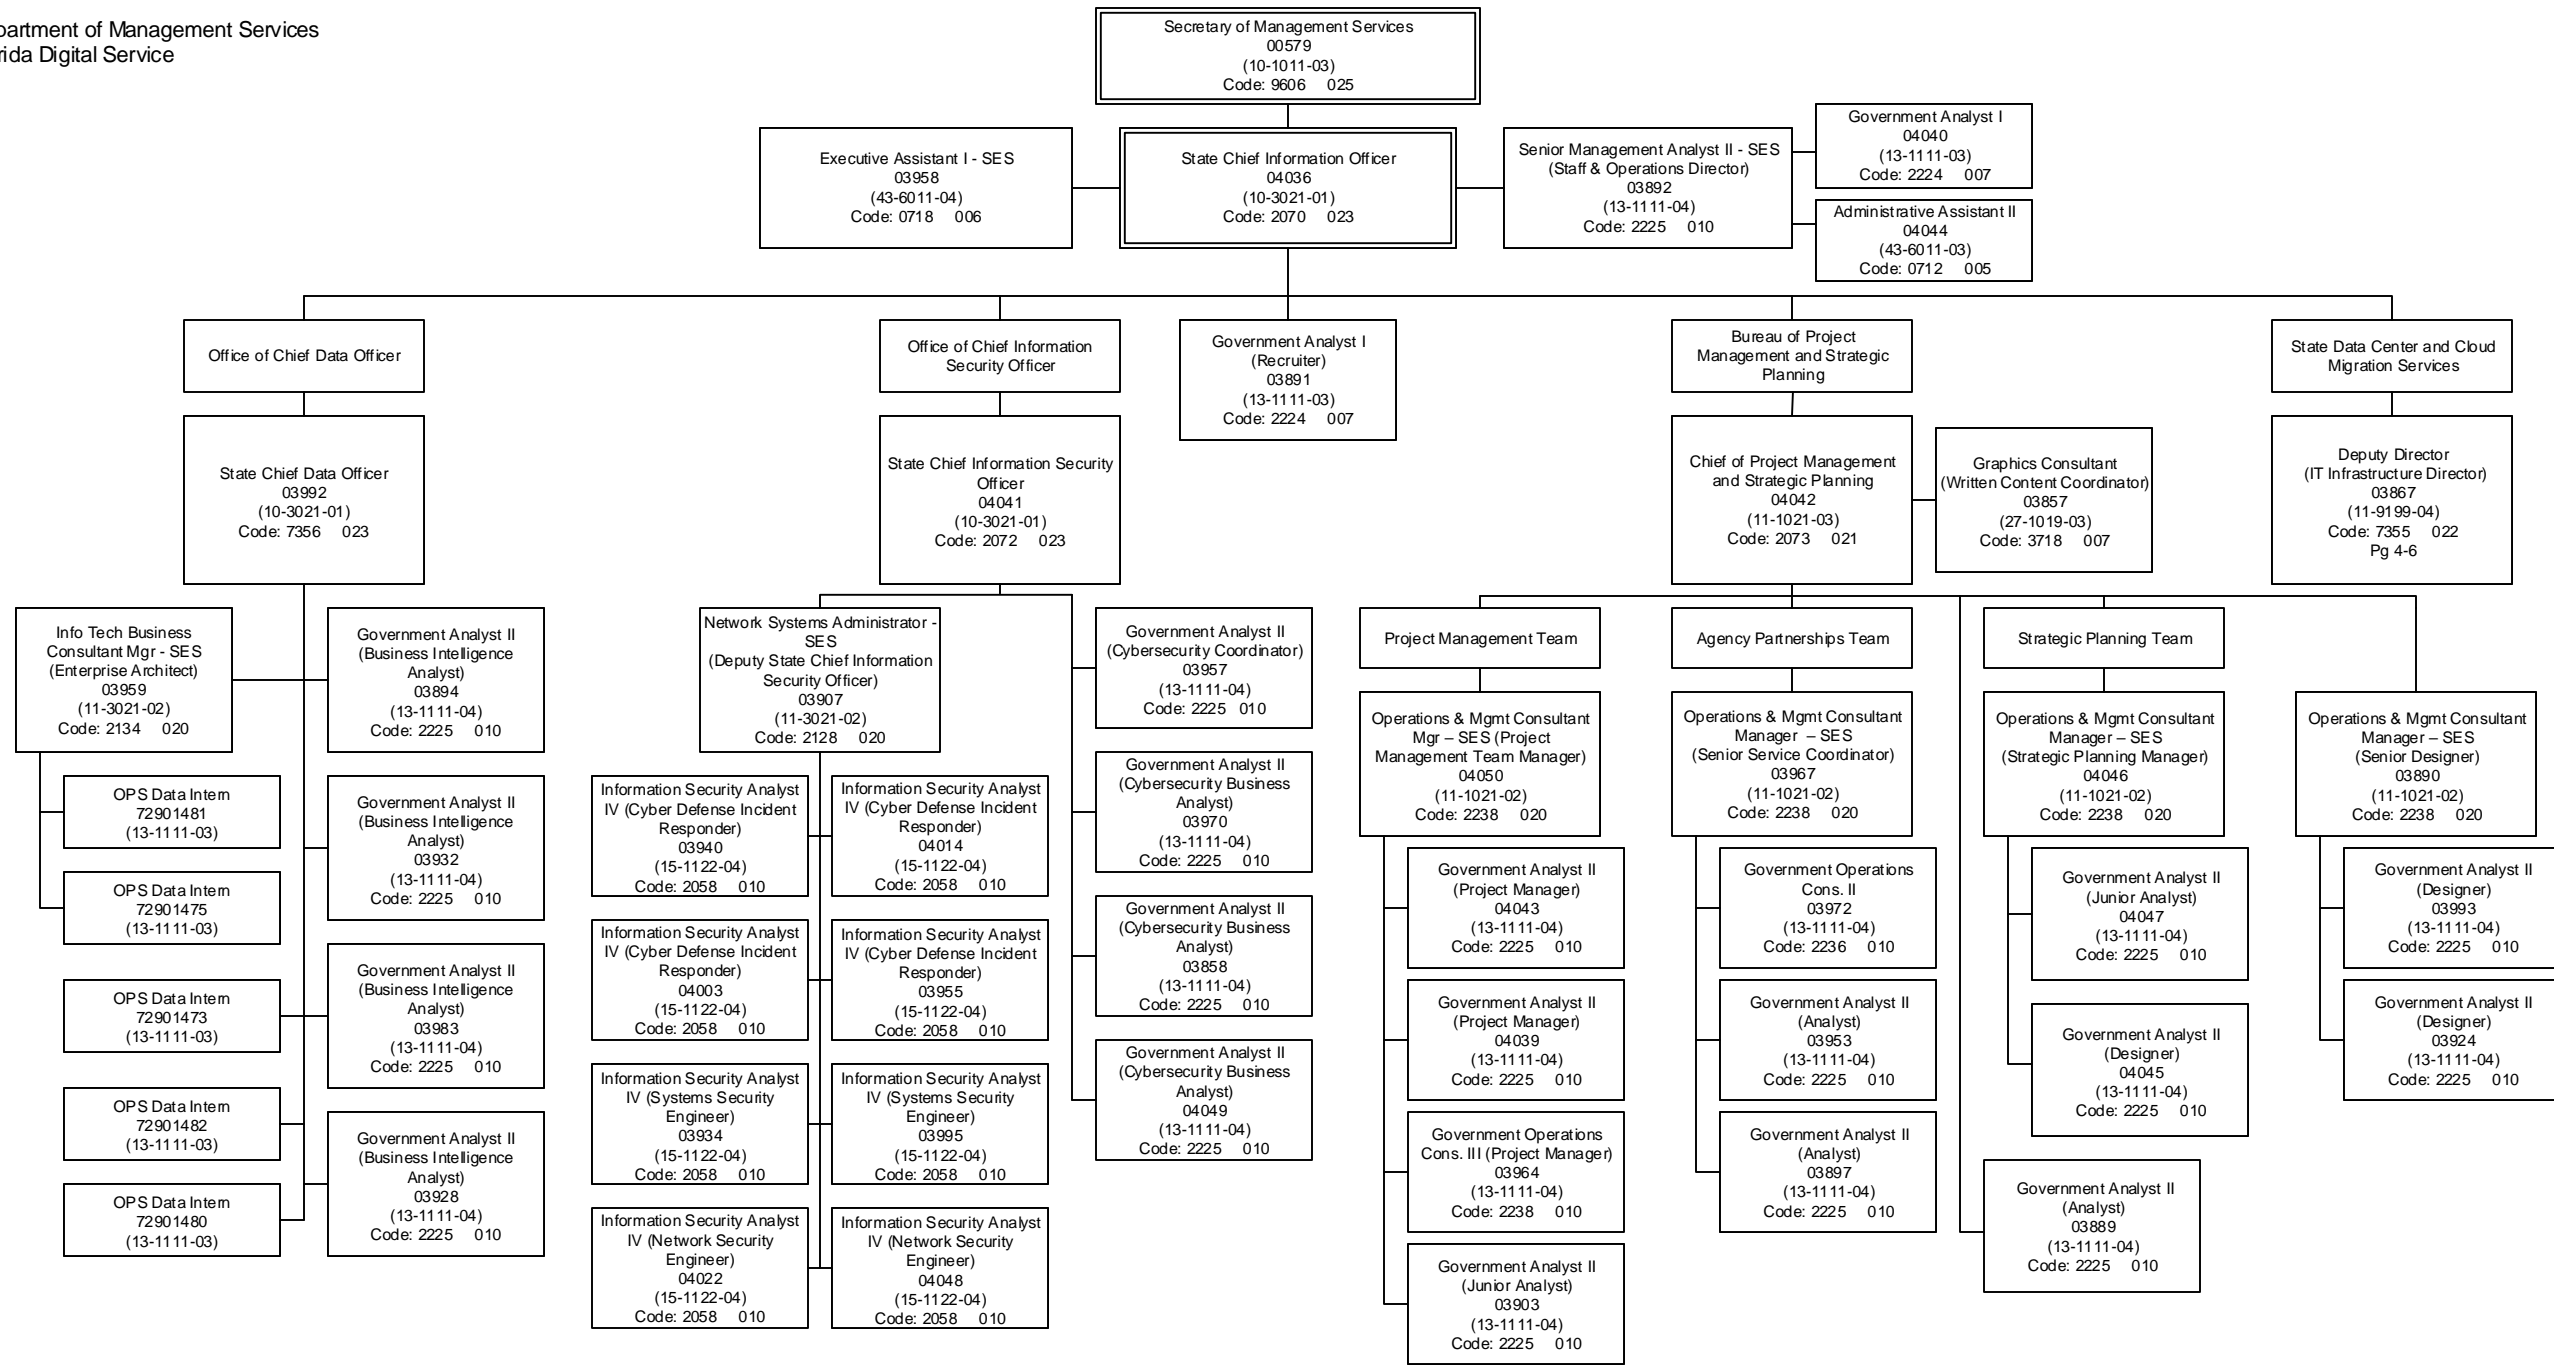 partment of Management Services
rida Digital Service
Secretary of Management Services
00579
(10-1011-03)
Code: 9606 025
Executive Assistant I - SES
03958
(43-6011-04)
Code: 0718 006
State Chief Information Officer
04036
(10-3021-01)
Code: 2070 023
Senior Management Analyst II - SES
(Staff & Operations Director)
03892
(13-1111-04)
Code: 2225 010
Government Analyst I
04040
(13-1111-03)
Code: 2224 007
Administrative Assistant II
04044
(43-6011-03)
Code: 0712 005
Office of Chief Data Officer
Office of Chief Information
Security Officer
Government Analyst I
(Recruiter)
03891
(13-1111-03)
Code: 2224 007
Bureau of Project
Management and Strategic
Planning
State Data Center and Cloud
Migration Services
State Chief Data Officer
03992
(10-3021-01)
Code: 7356 023
State Chief Information Security
Officer
04041
(10-3021-01)
Code: 2072 023
Chief of Project Management
and Strategic Planning
04042
(11-1021-03)
Code: 2073 021
Graphics Consultant
(Written Content Coordinator)
03857
(27-1019-03)
Code: 3718 007
Deputy Director
(IT Infrastructure Director)
03867
(11-9199-04)
Code: 7355 022
Pg 4-6
Info Tech Business
Consultant Mgr - SES
(Enterprise Architect)
03959
(11-3021-02)
Code: 2134 020
OPS Data Intern
72901481
(13-1111-03)
OPS Data Intern
72901475
(13-1111-03)
OPS Data Intern
72901473
(13-1111-03)
OPS Data Intern
72901482
(13-1111-03)
OPS Data Intern
72901480
(13-1111-03)
Government Analyst II
(Business Intelligence
Analyst)
03894
(13-1111-04)
Code: 2225 010
Government Analyst II
(Business Intelligence
Analyst)
03932
(13-1111-04)
Code: 2225 010
Government Analyst II
(Business Intelligence
Analyst)
03983
(13-1111-04)
Code: 2225 010
Government Analyst II
(Business Intelligence
Analyst)
03928
(13-1111-04)
Code: 2225 010
Network Systems Administrator -
SES
(Deputy State Chief Information
Security Officer)
03907
(11-3021-02)
Code: 2128 020
Information Security Analyst
IV (Cyber Defense Incident
Responder)
03940
(15-1122-04)
Code: 2058 010
Information Security Analyst
IV (Cyber Defense Incident
Responder)
04014
(15-1122-04)
Code: 2058 010
Information Security Analyst
IV (Cyber Defense Incident
Responder)
04003
(15-1122-04)
Code: 2058 010
Information Security Analyst
IV (Cyber Defense Incident
Responder)
03955
(15-1122-04)
Code: 2058 010
Information Security Analyst
IV (Systems Security
Engineer)
03934
(15-1122-04)
Code: 2058 010
Information Security Analyst
IV (Systems Security
Engineer)
03995
(15-1122-04)
Code: 2058 010
Information Security Analyst
IV (Network Security
Engineer)
04022
(15-1122-04)
Code: 2058 010
Information Security Analyst
IV (Network Security
Engineer)
04048
(15-1122-04)
Code: 2058 010
Government Analyst II
(Cybersecurity Coordinator)
03957
(13-1111-04)
Code: 2225 010
Government Analyst II
(Cybersecurity Business
Analyst)
03970
(13-1111-04)
Code: 2225 010
Government Analyst II
(Cybersecurity Business
Analyst)
03858
(13-1111-04)
Code: 2225 010
Government Analyst II
(Cybersecurity Business
Analyst)
04049
(13-1111-04)
Code: 2225 010
Project Management Team
Operations & Mgmt Consultant
Mgr – SES (Project
Management Team Manager)
04050
(11-1021-02)
Code: 2238 020
Government Analyst II
(Project Manager)
04043
(13-1111-04)
Code: 2225 010
Government Analyst II
(Project Manager)
04039
(13-1111-04)
Code: 2225 010
Government Operations
Cons. III (Project Manager)
03964
(13-1111-04)
Code: 2238 010
Government Analyst II
(Junior Analyst)
03903
(13-1111-04)
Code: 2225 010
Agency Partnerships Team
Operations & Mgmt Consultant
Manager – SES
(Senior Service Coordinator)
03967
(11-1021-02)
Code: 2238 020
Government Operations
Cons. II
03972
(13-1111-04)
Code: 2236 010
Government Analyst II
(Analyst)
03953
(13-1111-04)
Code: 2225 010
Government Analyst II
(Analyst)
03897
(13-1111-04)
Code: 2225 010
Strategic Planning Team
Operations & Mgmt Consultant
Manager – SES
(Strategic Planning Manager)
04046
(11-1021-02)
Code: 2238 020
Government Analyst II
(Junior Analyst)
04047
(13-1111-04)
Code: 2225 010
Government Analyst II
(Designer)
04045
(13-1111-04)
Code: 2225 010
Government Analyst II
(Analyst)
03889
(13-1111-04)
Code: 2225 010
Operations & Mgmt Consultant
Manager – SES
(Senior Designer)
03890
(11-1021-02)
Code: 2238 020
Government Analyst II
(Designer)
03993
(13-1111-04)
Code: 2225 010
Government Analyst II
(Designer)
03924
(13-1111-04)
Code: 2225 010